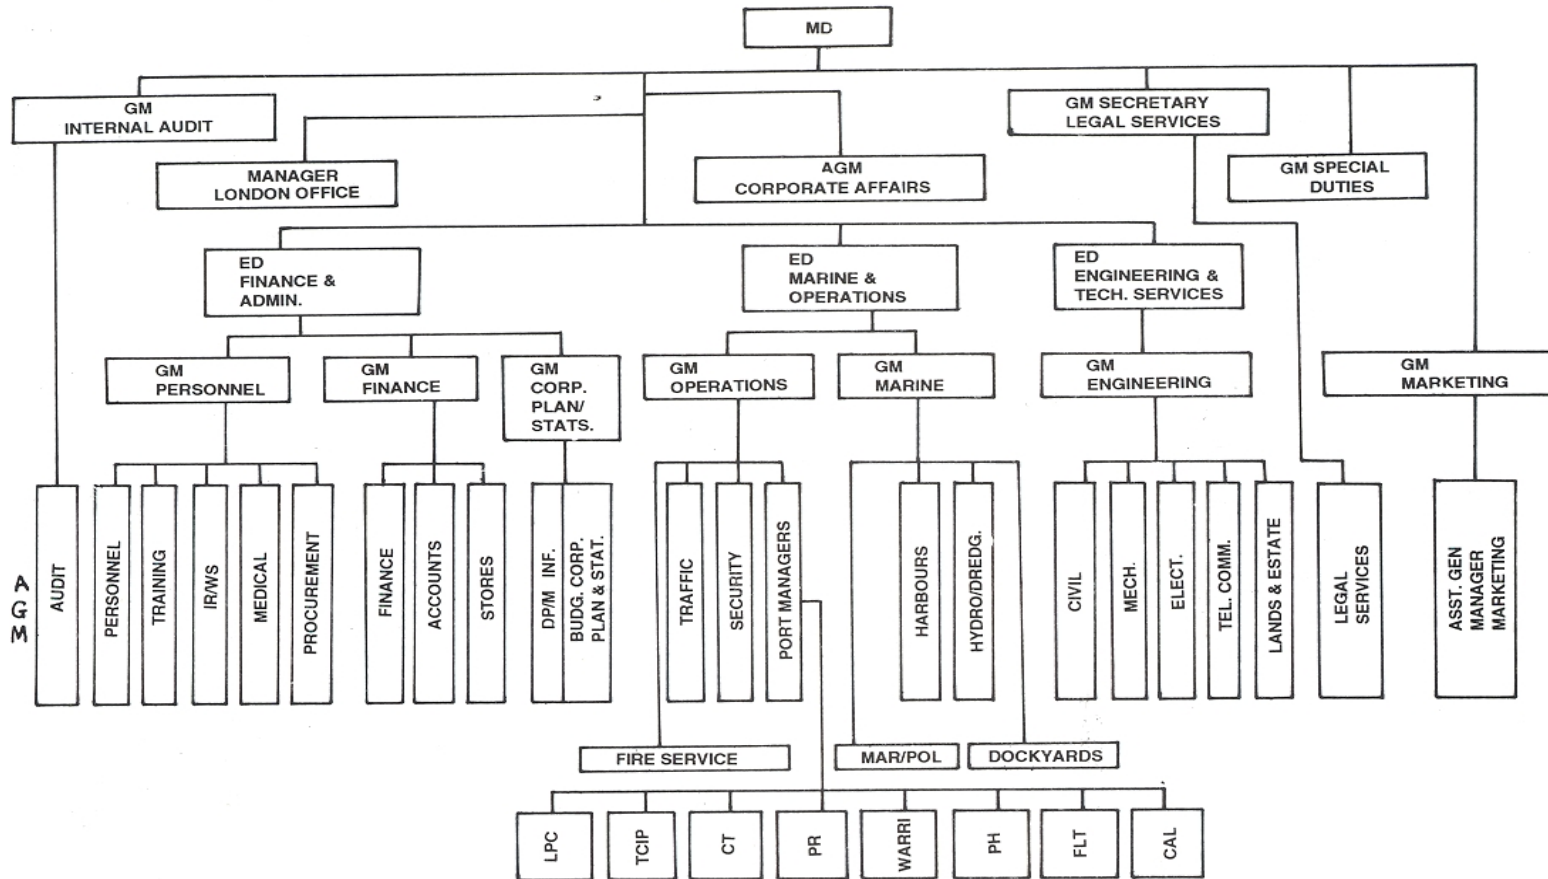 MD
GM
INTERNAL AUDIT
GM SECRETARY
LEGAL SERVICES
MANAGER
LONDON OFFICE
AGM
CORPORATE AFFAIRS
GM SPECIAL
DUTIES
ED
FINANCE &
ADMIN.
ED
MARINE &
OPERATIONS
ED
ENGINEERING &
TECH. SERVICES
GM
PERSONNEL
GM
FINANCE
GM
CORP.
PLAN/
STATS.
GM
OPERATIONS
GM
MARINE
GM
ENGINEERING
GM
MARKETING
A
G
M
AUDIT
PERSONNEL
TRAINING
IR/WS
MEDICAL
PROCUREMENT
FINANCE
ACCOUNTS
STORES
DP/M INF.
BUDG. CORP.
PLAN & STAT.
TRAFFIC
SECURITY
PORT MANAGERS
HARBOURS
HYDRO/DREDG.
CIVIL
MECH.
ELECT.
TEL. COMM.
LANDS & ESTATE
LEGAL
SERVICES
ASST. GEN
MANAGER
MARKETING
FIRE SERVICE
MAR/POL
DOCKYARDS
LPC
TCIP
CT
PR
WARRI
PH
FLT
CAL